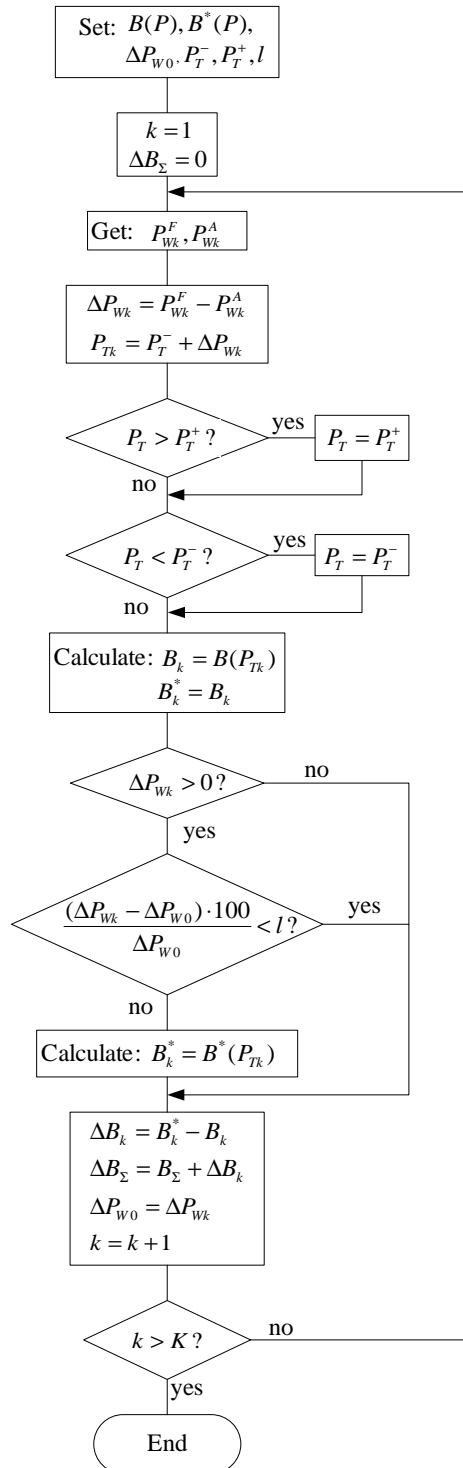 Set: B(P), B*(P),
ΔP_{W0}, P_T^-, P_T^+, l
k = 1
ΔB_Σ = 0
Get: P_{Wk}^F, P_{Wk}^A
ΔP_{Wk} = P_{Wk}^F − P_{Wk}^A
P_{Tk} = P_T^- + ΔP_{Wk}
P_T > P_T^+ ?
yes
P_T = P_T^+
no
P_T < P_T^- ?
yes
P_T = P_T^-
no
Calculate: B_k = B(P_{Tk})
B_k^* = B_k
ΔP_{Wk} > 0 ?
no
yes
(ΔP_{Wk} − ΔP_{W0}) · 100
ΔP_{W0}
< l ?
yes
no
Calculate: B_k^* = B^*(P_{Tk})
ΔB_k = B_k^* − B_k
ΔB_Σ = B_Σ + ΔB_k
ΔP_{W0} = ΔP_{Wk}
k = k + 1
k > K ?
no
yes
End